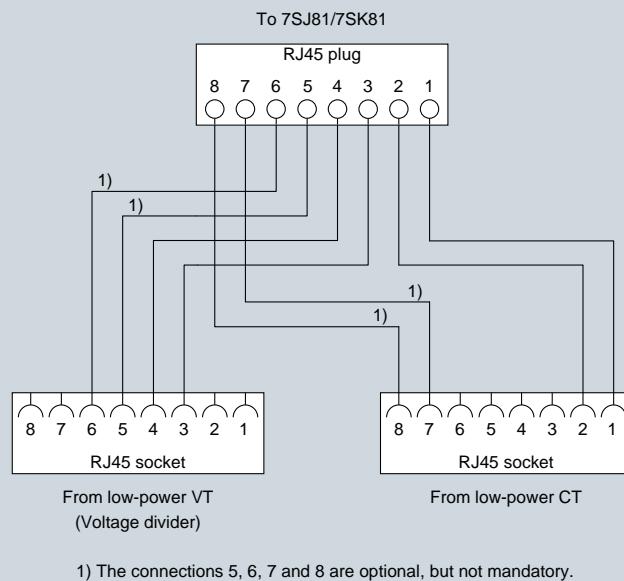 To 7SJ81/7SK81
RJ45 plug
8 7 6 5 4 3 2 1
1)
1)
1)
1)
8 7 6 5 4 3 2 1
RJ45 socket
From low-power VT
(Voltage divider)
8 7 6 5 4 3 2 1
RJ45 socket
From low-power CT
1) The connections 5, 6, 7 and 8 are optional, but not mandatory.